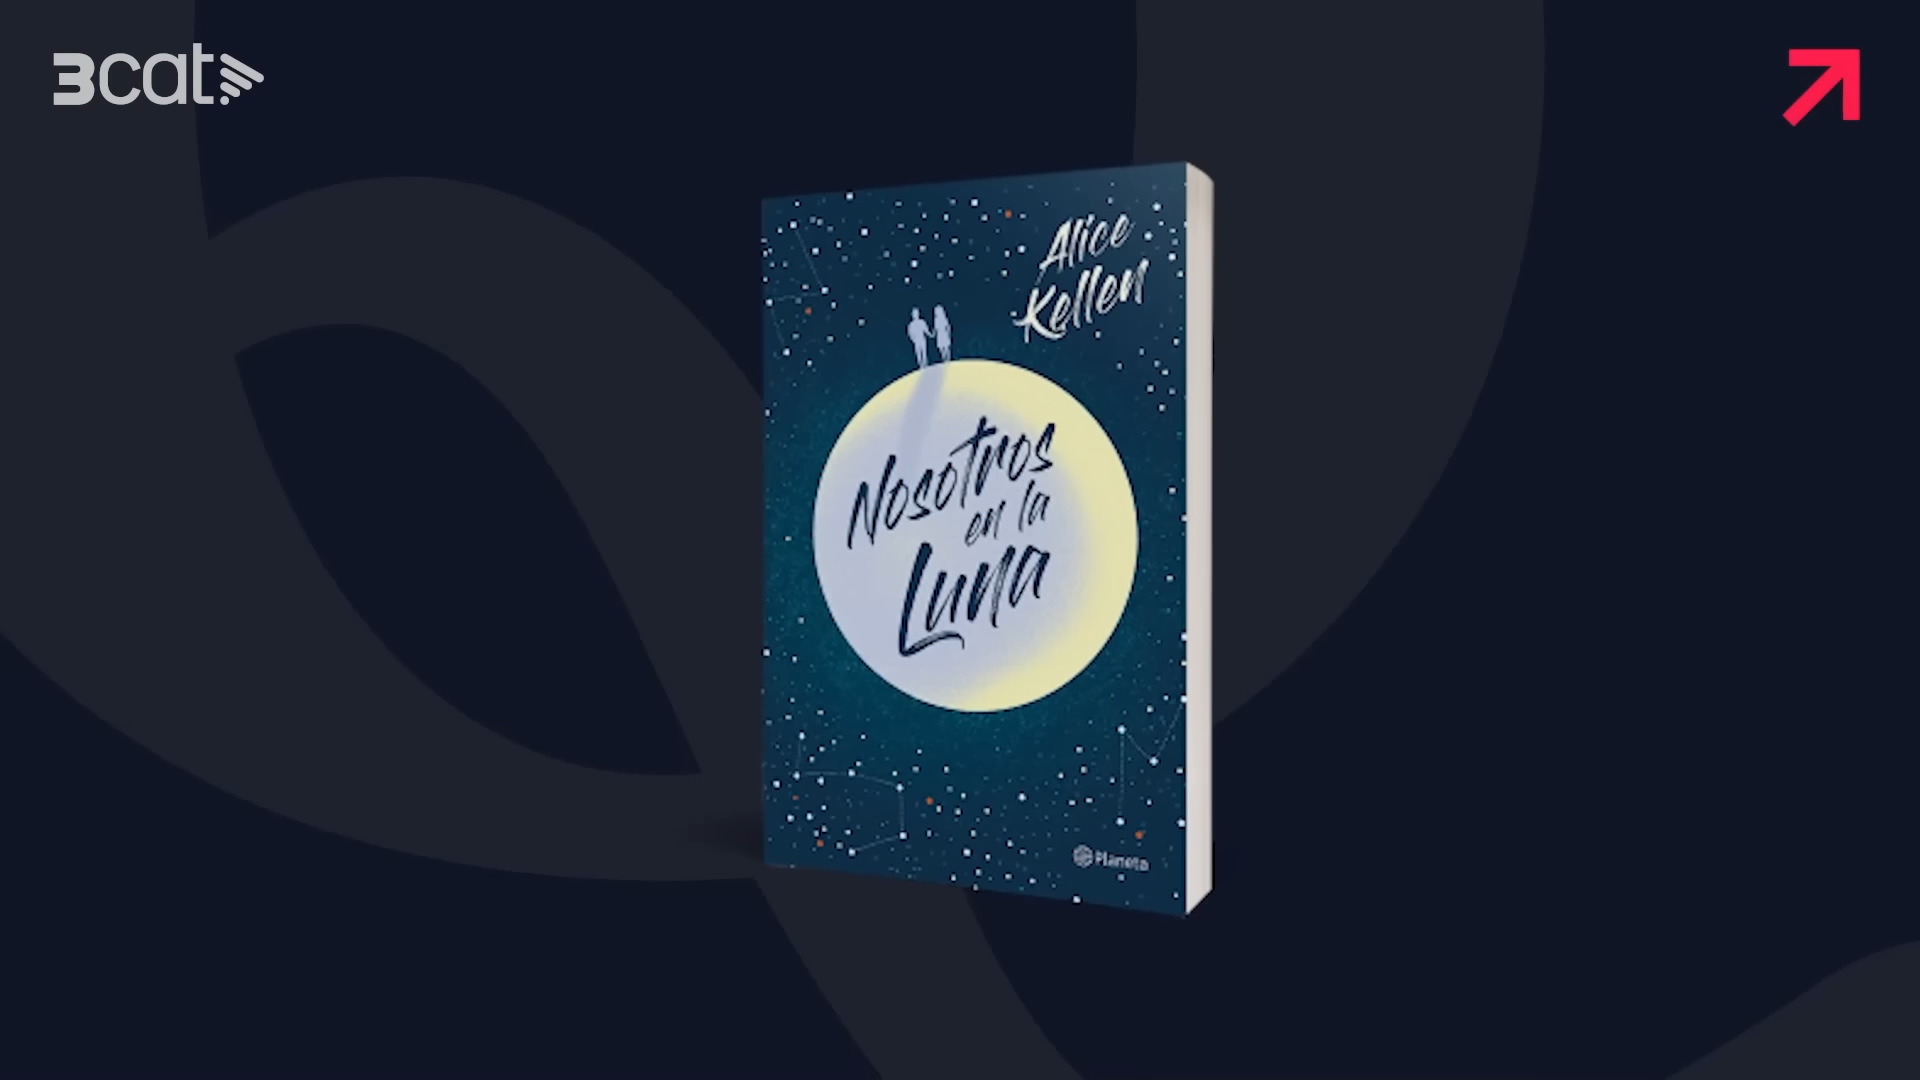 3cat
Alice
Kellen
Nosotros
en la
Luna
Planeta